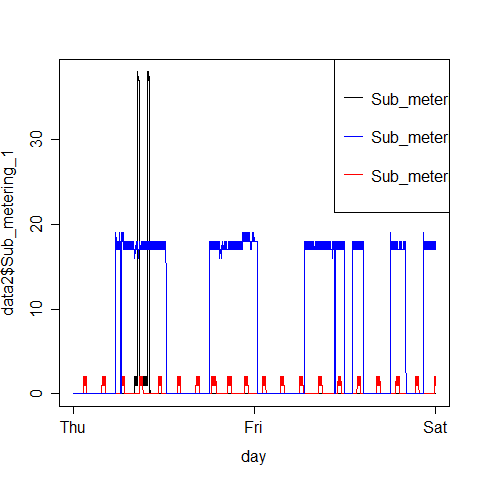 Sub_meter
Sub_meter
Sub_meter
data2$Sub_metering_1
30
20
10
0
Thu
Fri
Sat
day